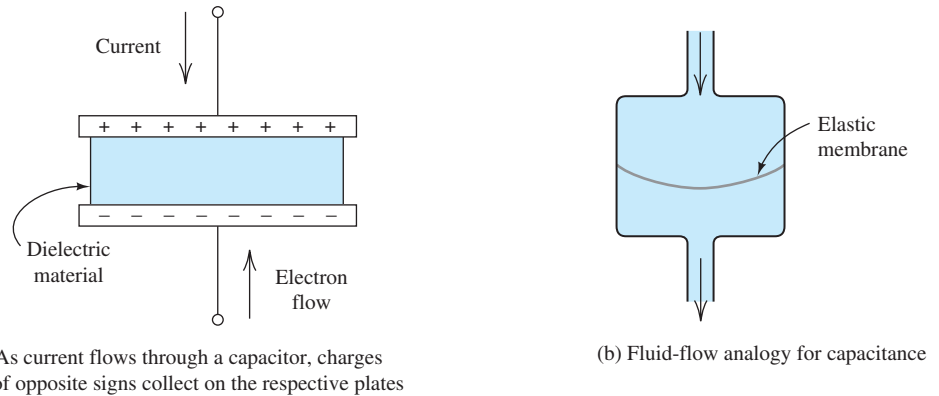 Current
+ + + + + + + +
– – – – – – – –
Dielectric
material
Electron
flow
As current flows through a capacitor, charges
of opposite signs collect on the respective plates
Elastic
membrane
(b) Fluid-flow analogy for capacitance